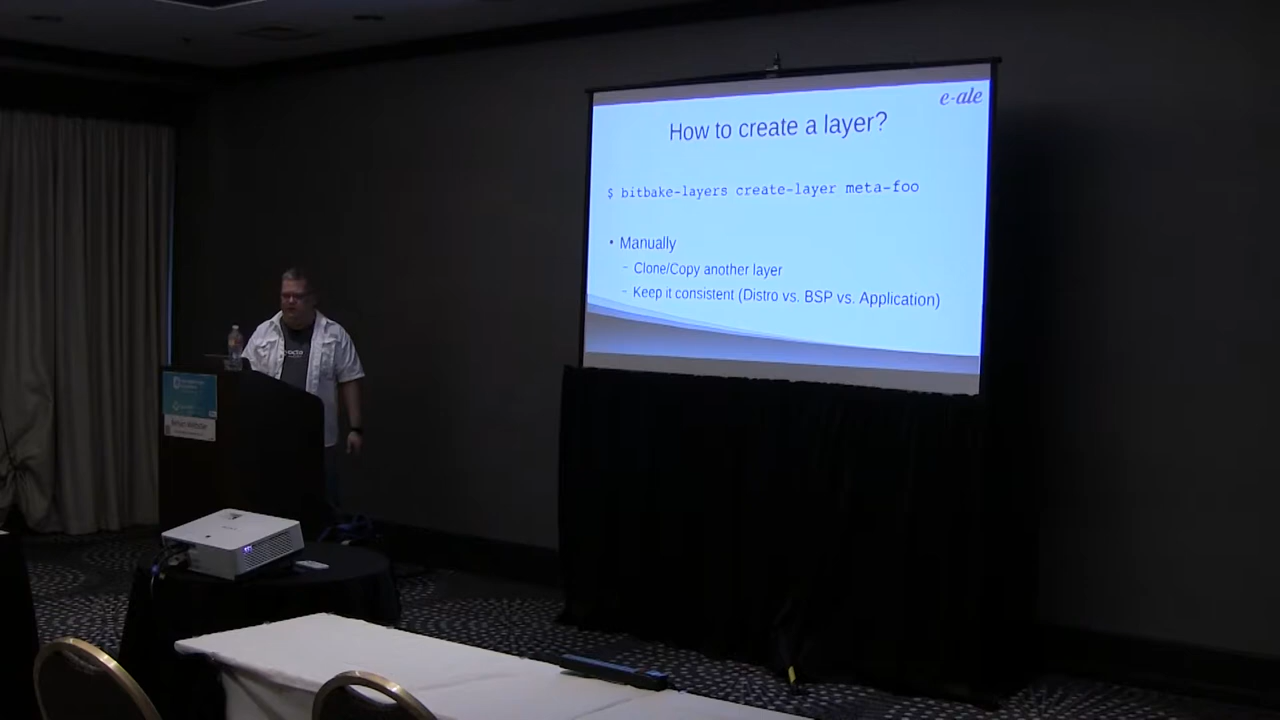 e-ale
How to create a layer?
$ bitbake-layers create-layer meta-foo
• Manually
– Clone/Copy another layer
– Keep it consistent (Distro vs. BSP vs. Application)